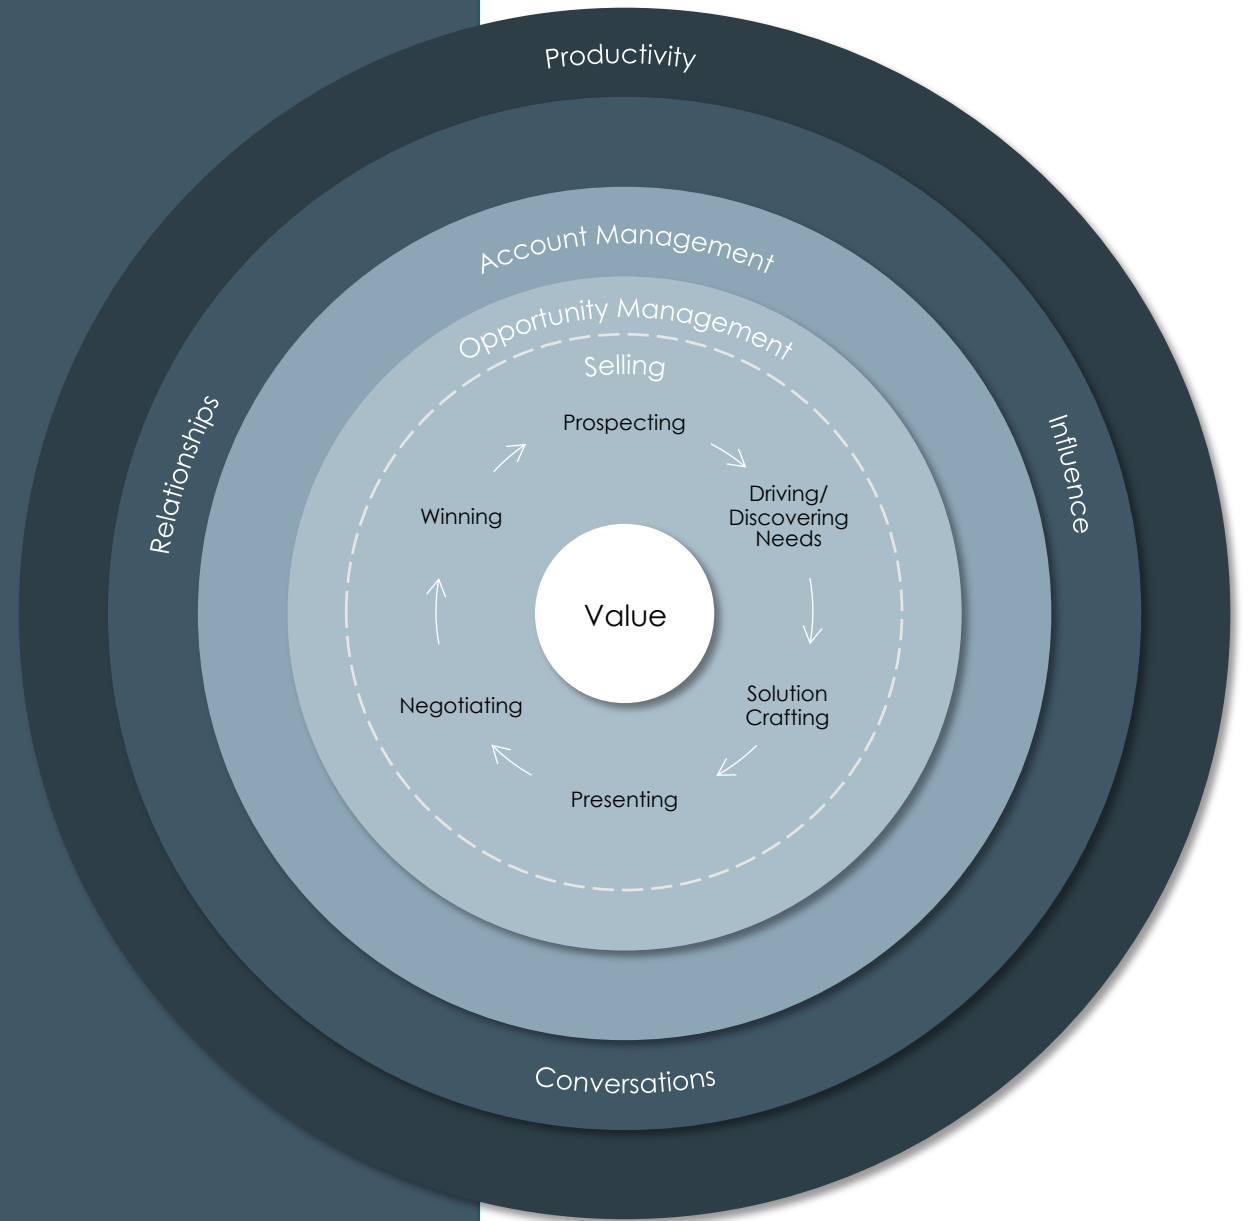 Productivity
Account Management
Opportunity Management
Selling
Prospecting
Relationships
Influence
Winning
Driving/
Discovering
Needs
Value
Negotiating
Solution
Crafting
Presenting
Conversations